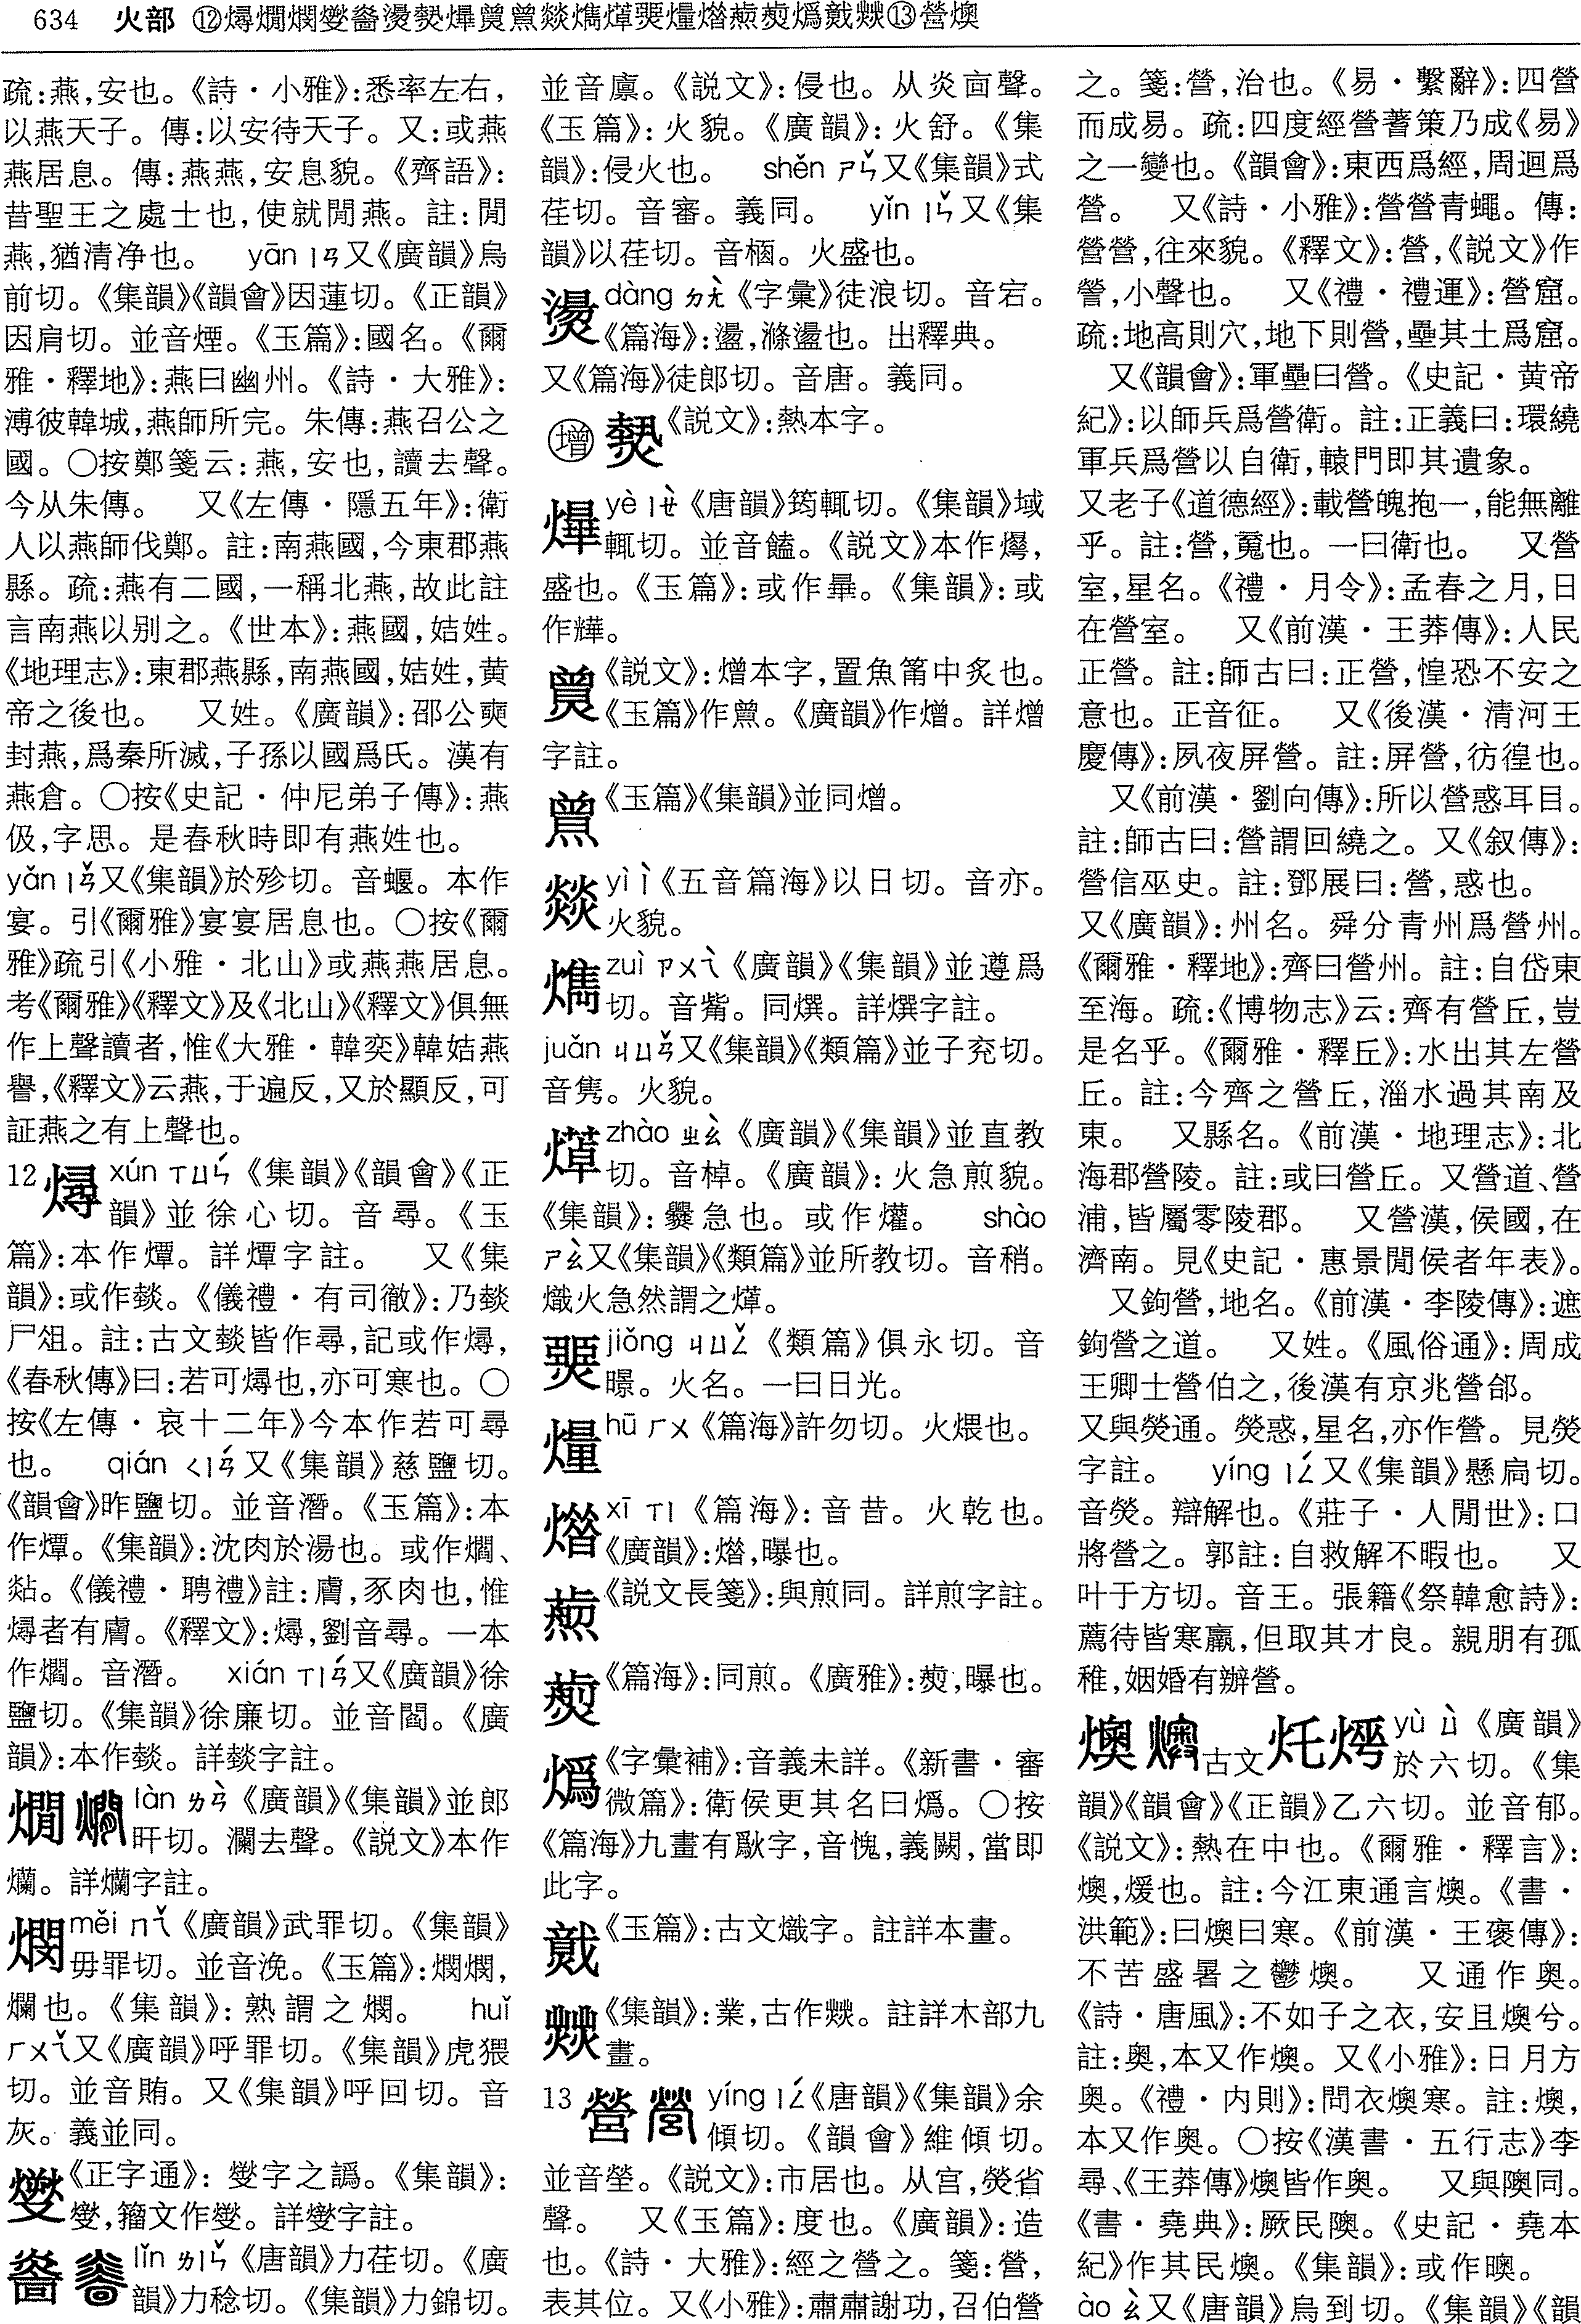 634 火部 ⑫燖燗燘燮㐭燙㷫燁㷓䰝燚㷷㷹㷡㷵㷿㷳㷶㷸㷻㸁⑬營燠
疏:燕,安也。《詩·小雅》:悉率左右,
以燕天子。傳:以安待天子。又:或燕
燕居息。傳:燕燕,安息貌。《齊語》:
昔聖王之處士也,使就閒燕。註:閒
燕,猶清净也。 yān ㄧㄢ又《廣韻》烏
前切。《集韻》《韻會》因蓮切。《正韻》
因肩切。並音煙。《玉篇》:國名。《爾
雅·釋地》:燕曰幽州。《詩·大雅》:
溥彼韓城,燕師所完。朱傳:燕召公之
國。○按鄭箋云:燕,安也,讀去聲。
今从朱傳。 又《左傳·隱五年》:衛
人以燕師伐鄭。註:南燕國,今東郡燕
縣。疏:燕有二國,一稱北燕,故此註
言南燕以别之。《世本》:燕國,姞姓。
《地理志》:東郡燕縣,南燕國,姞姓,黄
帝之後也。 又姓。《廣韻》:邵公奭
封燕,爲秦所滅,子孫以國爲氏。漢有
燕倉。○按《史記·仲尼弟子傳》:燕
伋,字思。是春秋時即有燕姓也。
yǎn ㄧㄢˇ又《集韻》於殄切。音蝘。本作
宴。引《爾雅》宴宴居息也。○按《爾
雅》疏引《小雅·北山》或燕燕居息。
考《爾雅》《釋文》及《北山》《釋文》俱無
作上聲讀者,惟《大雅·韓奕》韓姞燕
譽,《釋文》云燕,于遍反,又於顯反,可
証燕之有上聲也。
12 燖 xún ㄒㄩㄣˊ《集韻》《韻會》《正
韻》並徐心切。音尋。《玉
篇》:本作燂。詳燂字註。 又《集
韻》:或作燅。《儀禮·有司徹》:乃燅
尸俎。註:古文燅皆作尋,記或作燖,
《春秋傳》曰:若可燖也,亦可寒也。○
按《左傳·哀十二年》今本作若可尋
也。 qián ㄑㄧㄢˊ又《集韻》慈鹽切。
《韻會》昨鹽切。並音潛。《玉篇》:本
作燂。《集韻》:沈肉於湯也。或作爓、
㶣。《儀禮·聘禮》註:膚,豕肉也,惟
燖者有膚。《釋文》:燖,劉音尋。一本
作爓。音潛。 xián ㄒㄧㄢˊ又《廣韻》徐
鹽切。《集韻》徐廉切。並音閻。《廣
韻》:本作燅。詳燅字註。
燗 làn ㄌㄢˋ《廣韻》《集韻》並郎
旰切。瀾去聲。《説文》本作
爤。詳爤字註。
燘 měi ㄇㄟˇ《廣韻》武罪切。《集韻》
毋罪切。並音浼。《玉篇》:燘燘,
爛也。《集韻》:熟謂之燘。 huǐ
ㄏㄨㄟˇ又《廣韻》呼罪切。《集韻》虎猥
切。並音賄。又《集韻》呼回切。音
灰。義並同。
《正字通》:燮字之譌。《集韻》:
燮,籀文作燮。詳燮字註。
lǐn ㄌㄧㄣˇ《唐韻》力荏切。《廣
韻》力稔切。《集韻》力錦切。
並音廩。《説文》:侵也。从炎㐭聲。
《玉篇》:火貌。《廣韻》:火舒。《集
韻》:侵火也。 shěn ㄕㄣˇ又《集韻》式
荏切。音審。義同。 yǐn ㄧㄣˇ又《集
韻》以荏切。音㮒。火盛也。
燙 dàng ㄉㄤˋ《字彙》徒浪切。音宕。
《篇海》:盪,滌盪也。出釋典。
又《篇海》徒郎切。音唐。義同。
增 《説文》:熱本字。
燁 yè ㄧㄝˋ《唐韻》筠輒切。《集韻》域
輒切。並音饁。《説文》本作爗,
盛也。《玉篇》:或作㬙。《集韻》:或
作㷸。
《説文》:熷本字,置魚筩中炙也。
《玉篇》作䰝。《廣韻》作熷。詳熷
字註。
《玉篇》《集韻》並同熷。
燚 yì ㄧˋ《五音篇海》以日切。音亦。
火貌。
㷷 zuì ㄗㄨㄟˋ《廣韻》《集韻》並遵爲
切。音觜。同㷪。詳㷪字註。
juǎn ㄐㄩㄢˇ又《集韻》《類篇》並子兗切。
音隽。火貌。
㷹 zhào ㄓㄠˋ《廣韻》《集韻》並直教
切。音棹。《廣韻》:火急煎貌。
《集韻》:爨急也。或作爠。 shào
ㄕㄠˋ又《集韻》《類篇》並所教切。音稍。
熾火急然謂之㷹。
㷡 jiǒng ㄐㄩㄥˇ《類篇》俱永切。音
暻。火名。一曰日光。
hū ㄏㄨ《篇海》許勿切。火煨也。
xī ㄒㄧ《篇海》:音昔。火乾也。
《廣韻》:熸,曝也。
《説文長箋》:與煎同。詳煎字註。
《篇海》:同煎。《廣雅》:㷳,曝也。
《字彙補》:音義未詳。《新書·審
微篇》:衛侯更其名曰燬。○按
《篇海》九畫有㷄字,音愧,義闕,當即
此字。
《玉篇》:古文熾字。註詳本畫。
《集韻》:業,古作㸁。註詳木部九
畫。
13 營 yíng ㄧㄥˊ《唐韻》《集韻》余
傾切。《韻會》維傾切。
並音塋。《説文》:市居也。从宫,熒省
聲。 又《玉篇》:度也。《廣韻》:造
也。《詩·大雅》:經之營之。箋:營,
表其位。又《小雅》:肅肅謝功,召伯營
之。箋:營,治也。《易·繫辭》:四營
而成易。疏:四度經營蓍策乃成《易》
之一變也。《韻會》:東西爲經,周迴爲
營。 又《詩·小雅》:營營青蠅。傳:
營營,往來貌。《釋文》:營,《説文》作
謍,小聲也。 又《禮·禮運》:營窟。
疏:地高則穴,地下則營,壘其土爲窟。
又《韻會》:軍壘曰營。《史記·黄帝
紀》:以師兵爲營衛。註:正義曰:環繞
軍兵爲營以自衛,轅門即其遺象。
又老子《道德經》:載營魄抱一,能無離
乎。註:營,䰟也。一曰衛也。 又營
室,星名。《禮·月令》:孟春之月,日
在營室。 又《前漢·王莽傳》:人民
正營。註:師古曰:正營,惶恐不安之
意也。正音征。 又《後漢·清河王
慶傳》:夙夜屏營。註:屏營,彷徨也。
又《前漢·劉向傳》:所以營惑耳目。
註:師古曰:營謂回繞之。又《叙傳》:
營信巫史。註:鄧展曰:營,惑也。
又《廣韻》:州名。舜分青州爲營州。
《爾雅·釋地》:齊曰營州。註:自岱東
至海。疏:《博物志》云:齊有營丘,豈
是名乎。《爾雅·釋丘》:水出其左營
丘。註:今齊之營丘,淄水過其南及
東。 又縣名。《前漢·地理志》:北
海郡營陵。註:或曰營丘。又營道、營
浦,皆屬零陵郡。 又營漢,侯國,在
濟南。見《史記·惠景閒侯者年表》。
又鉤營,地名。《前漢·李陵傳》:遮
鉤營之道。 又姓。《風俗通》:周成
王卿士營伯之,後漢有京兆營郃。
又與熒通。熒惑,星名,亦作營。見熒
字註。 yíng ㄧㄥˊ又《集韻》懸扃切。
音熒。辯解也。《莊子·人閒世》:口
將營之。郭註:自救解不暇也。 又
叶于方切。音王。張籍《祭韓愈詩》:
薦待皆寒羸,但取其才良。親朋有孤
稚,姻婚有辦營。
燠 古文 㶶 yù ㄩˋ《廣韻》
於六切。《集
韻》《韻會》《正韻》乙六切。並音郁。
《説文》:熱在中也。《爾雅·釋言》:
燠,煖也。註:今江東通言燠。《書·
洪範》:曰燠曰寒。《前漢·王褒傳》:
不苦盛暑之鬱燠。 又通作奥。
《詩·唐風》:不如子之衣,安且燠兮。
註:奥,本又作燠。又《小雅》:日月方
奥。《禮·内則》:問衣燠寒。註:燠,
本又作奥。○按《漢書·五行志》李
尋、《王莽傳》燠皆作奥。 又與隩同。
《書·堯典》:厥民隩。《史記·堯本
紀》作其民燠。《集韻》:或作㬂。
ào ㄠˋ又《唐韻》烏到切。《集韻》《韻